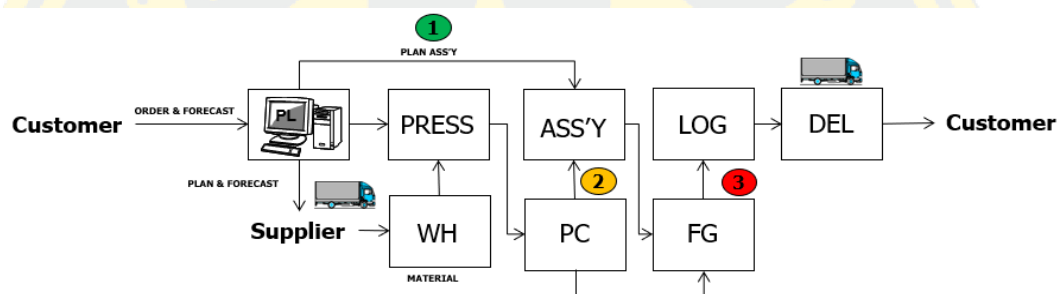 1
PLAN ASS'Y
ORDER & FORECAST
Customer
PL
PRESS
ASS'Y
LOG
DEL
Customer
PLAN & FORECAST
2
3
Supplier
WH
PC
FG
MATERIAL